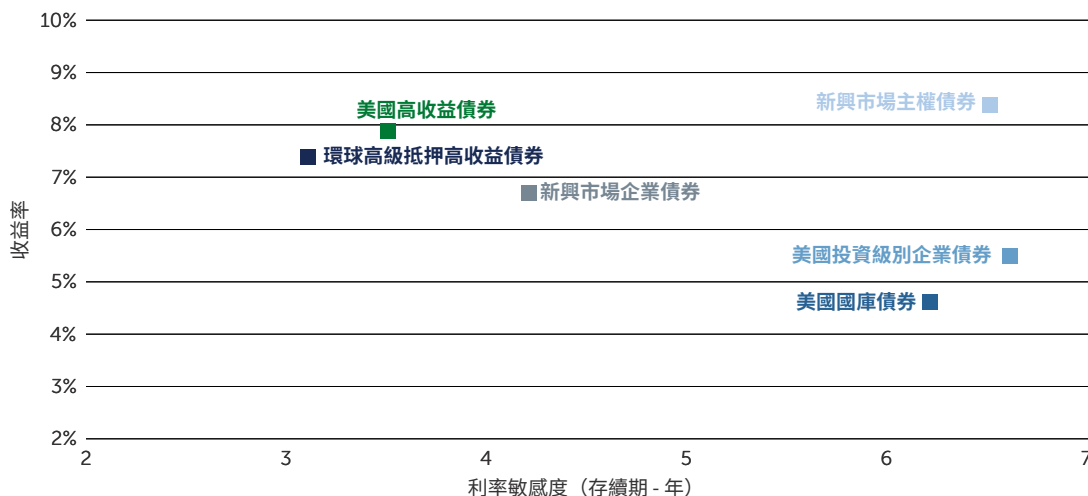 10%
9%
美國高收益債券
新興市場主權債券
8%
環球高級抵押高收益債券
7%
新興市場企業債券
收益率
6%
美國投資級別企業債券
5%
美國國庫債券
4%
3%
2%
2 3 4 5 6 7
利率敏感度（存續期 - 年）